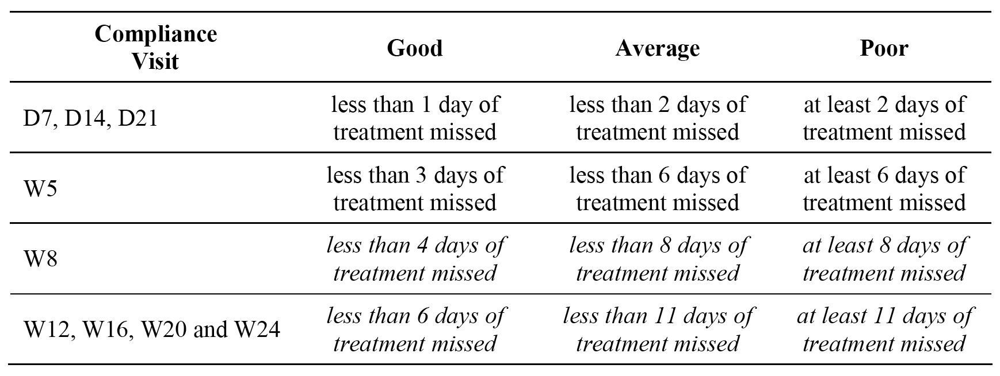 Compliance
Visit
Good
Average
Poor
D7, D14, D21
less than 1 day of
treatment missed
less than 2 days of
treatment missed
at least 2 days of
treatment missed
W5
less than 3 days of
treatment missed
less than 6 days of
treatment missed
at least 6 days of
treatment missed
W8
less than 4 days of
treatment missed
less than 8 days of
treatment missed
at least 8 days of
treatment missed
W12, W16, W20 and W24
less than 6 days of
treatment missed
less than 11 days of
treatment missed
at least 11 days of
treatment missed